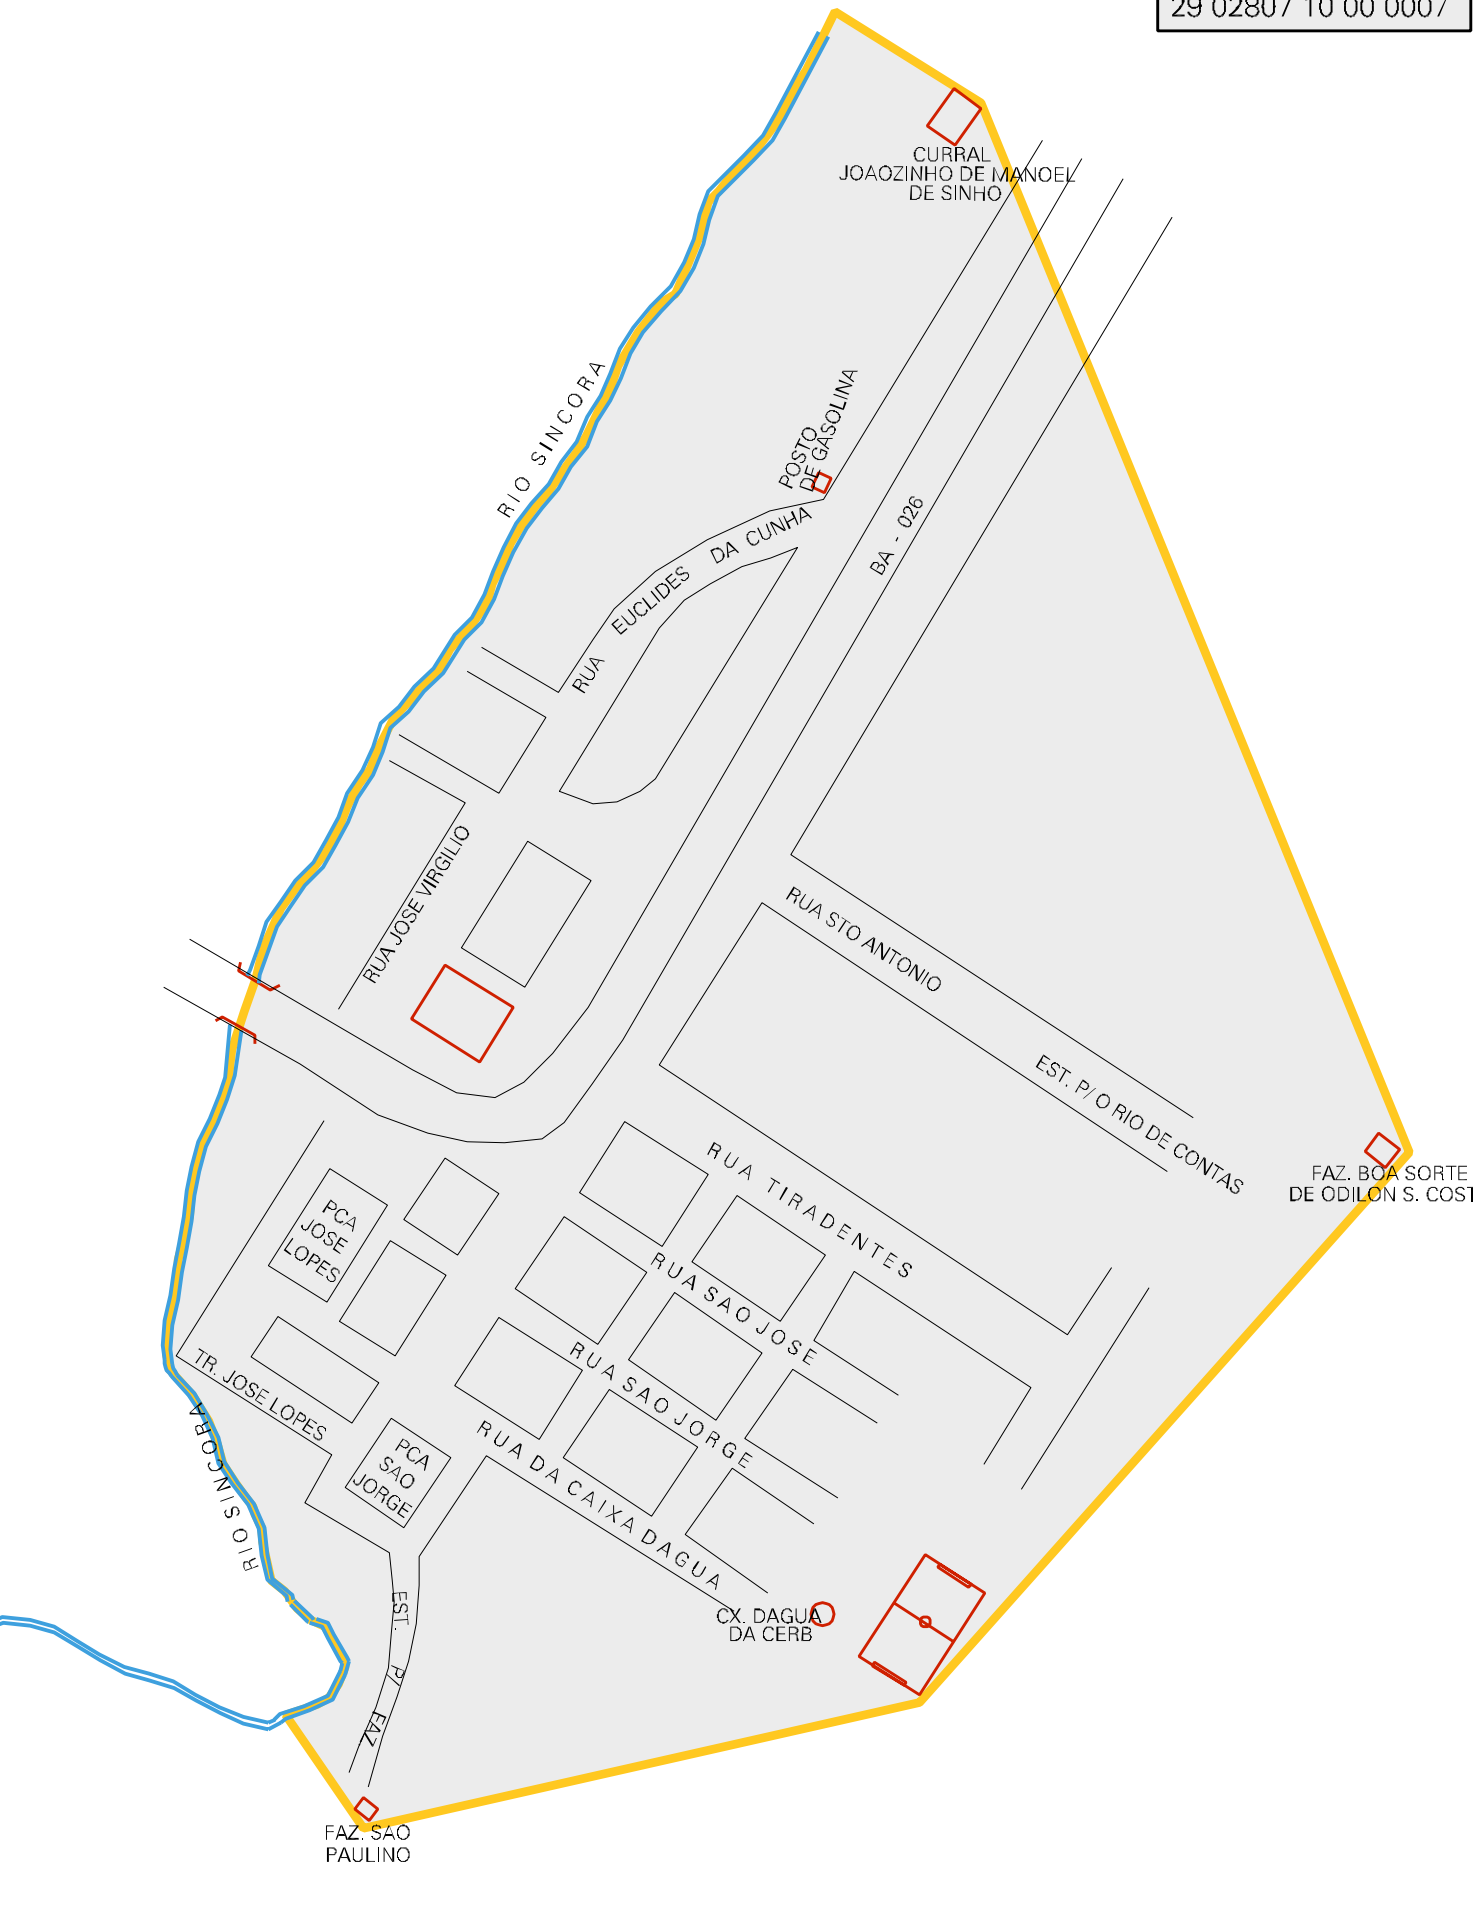 29 02807 10 00 0007
CURRAL
JOAOZINHO DE MANOEL
DE SINHO
RIO SINCORA
POSTO
DE GASOLINA
BA - 026
RUA EUCLIDES DA CUNHA
RUA JOSE VIRGILIO
RUA STO ANTONIO
EST. P/ O RIO DE CONTAS
FAZ. BOA SORTE
DE ODILON S. COST
RUA TIRADENTES
PCA
JOSE
LOPES
RUA SAO JOSE
RUA SAO JORGE
TR. JOSE LOPES
RIO SINCORA
PCA
SAO
JORGE
RUA DA CAIXA DAGUA
EST. P/ FAZ
CX. DAGUA
DA CERB
FAZ. SAO
PAULINO